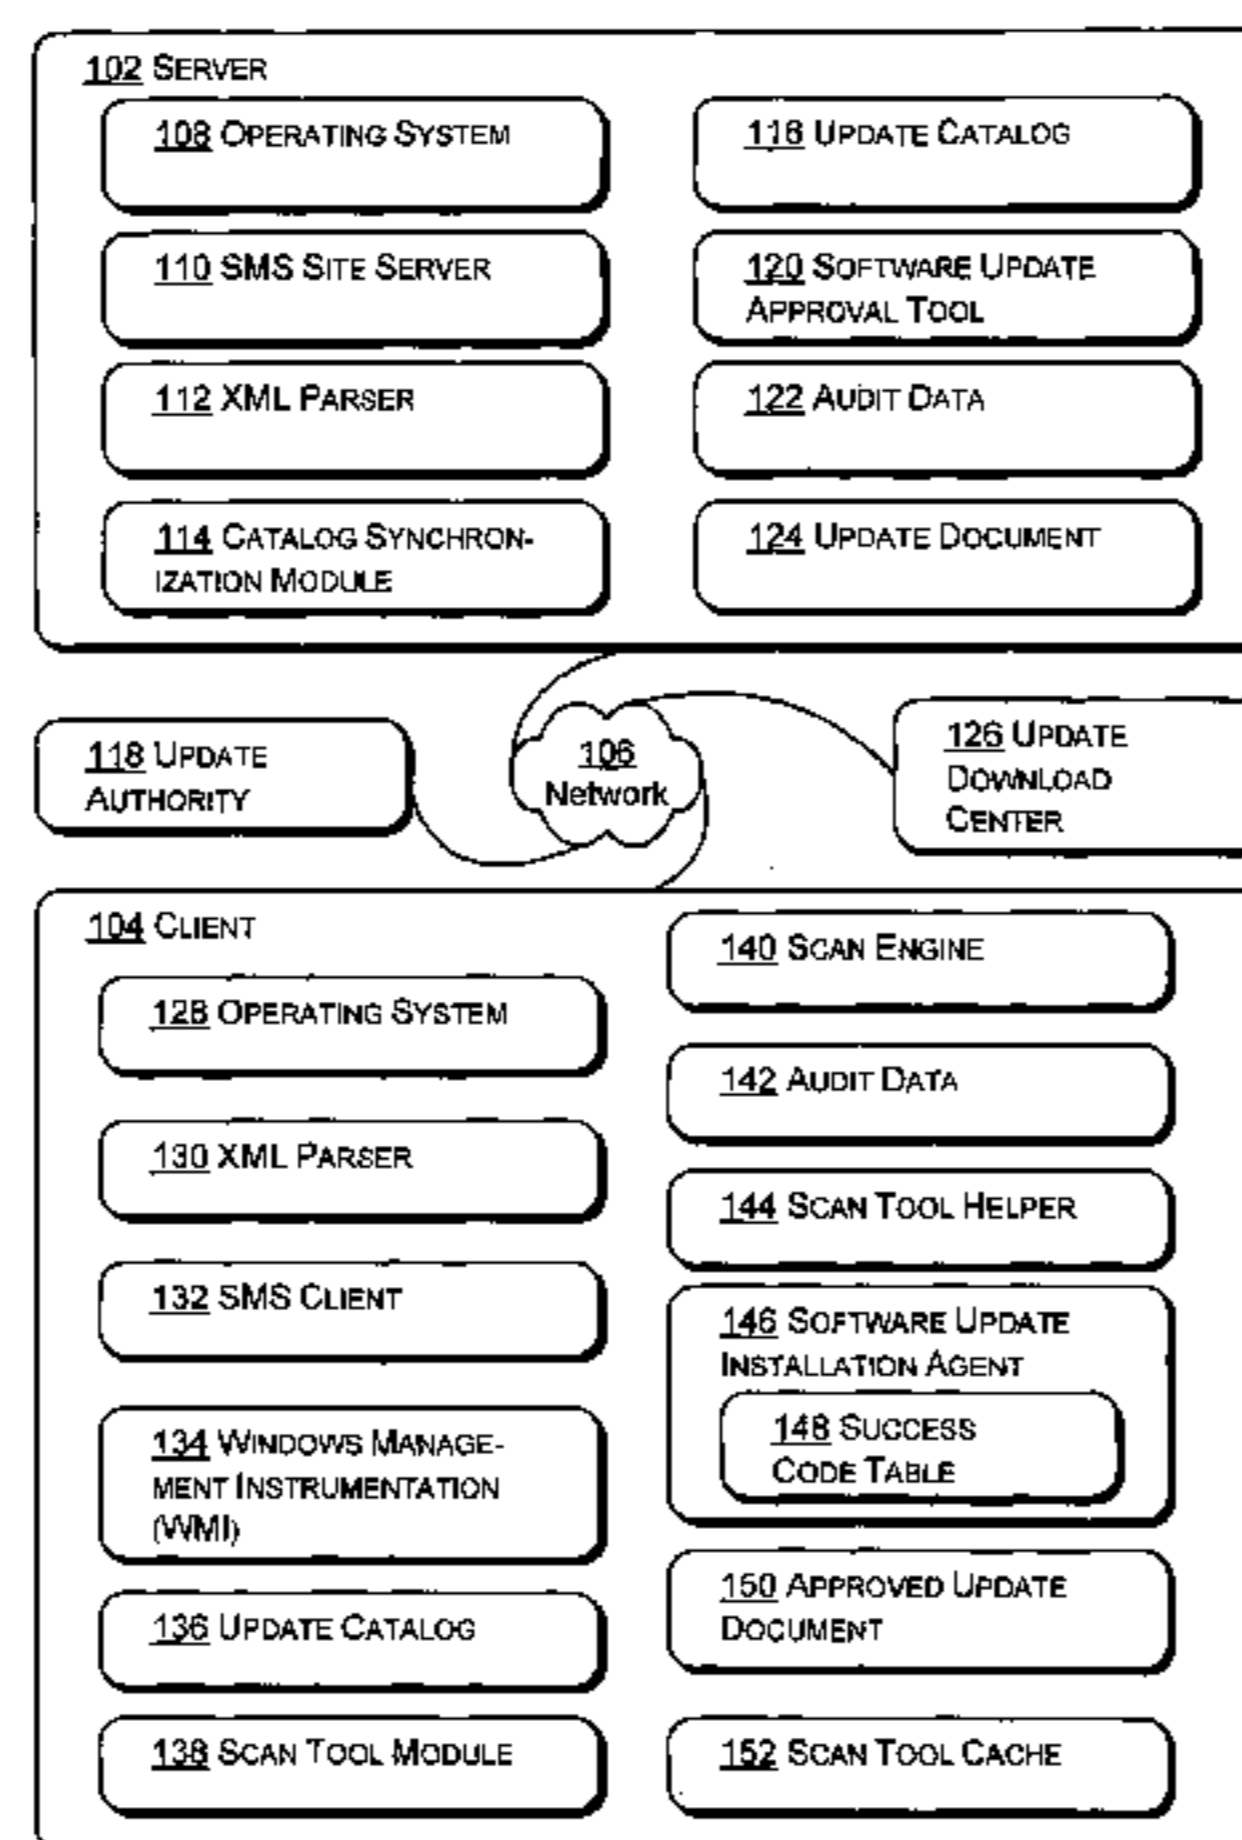 102 SERVER
108 OPERATING SYSTEM
110 SMS SITE SERVER
112 XML PARSER
114 CATALOG SYNCHRON-
IZATION MODULE
116 UPDATE CATALOG
120 SOFTWARE UPDATE
APPROVAL TOOL
122 AUDIT DATA
124 UPDATE DOCUMENT
118 UPDATE
AUTHORITY
106
Network
126 UPDATE
DOWNLOAD
CENTER
104 CLIENT
128 OPERATING SYSTEM
130 XML PARSER
132 SMS CLIENT
134 WINDOWS MANAGE-
MENT INSTRUMENTATION
(WMI)
136 UPDATE CATALOG
138 SCAN TOOL MODULE
140 SCAN ENGINE
142 AUDIT DATA
144 SCAN TOOL HELPER
146 SOFTWARE UPDATE
INSTALLATION AGENT
148 SUCCESS
CODE TABLE
150 APPROVED UPDATE
DOCUMENT
152 SCAN TOOL CACHE